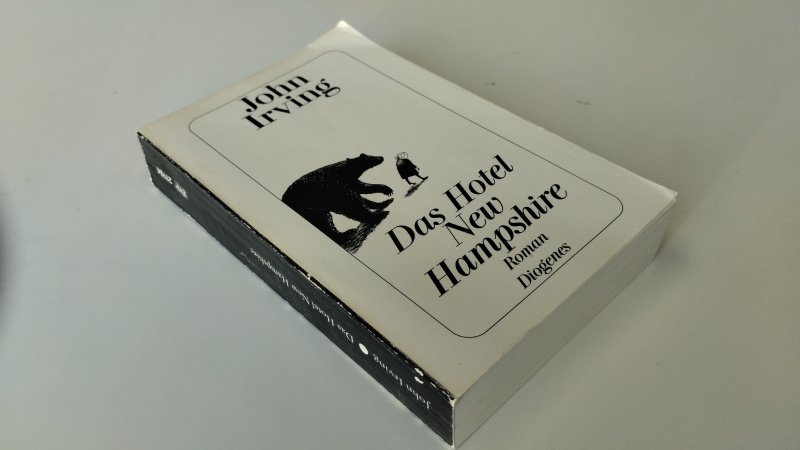 John
Irving
Das Hotel
New
Hampshire
Roman
Diogenes
John Irving ● Das Hotel New Hampshire